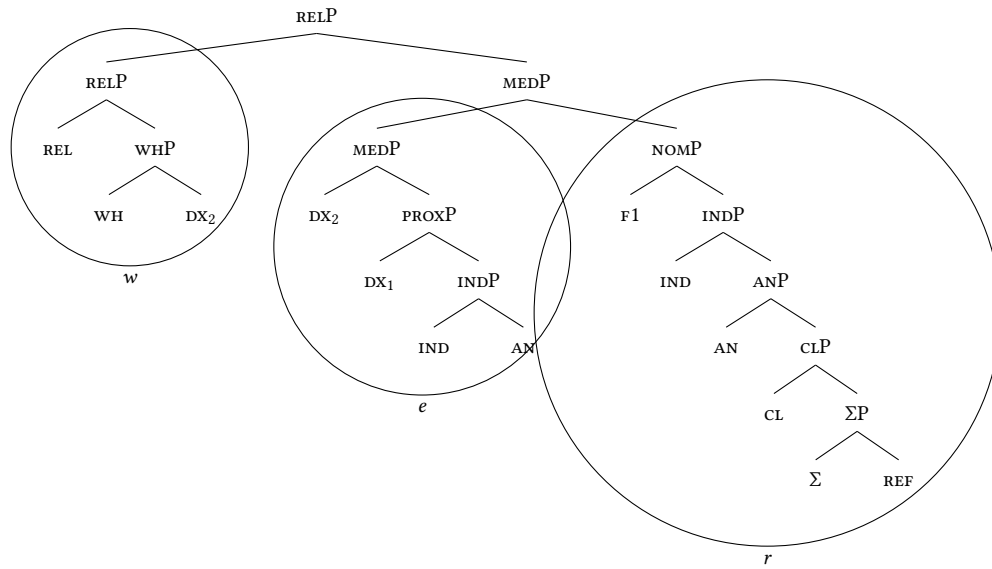 RELP
RELP MEDP
REL WHP MEDP NOMP
WH DX₂ DX₂ PROXP F1 INDP
w DX₁ INDP IND ANP
IND AN AN CLP
e CL ΣP
Σ REF
r